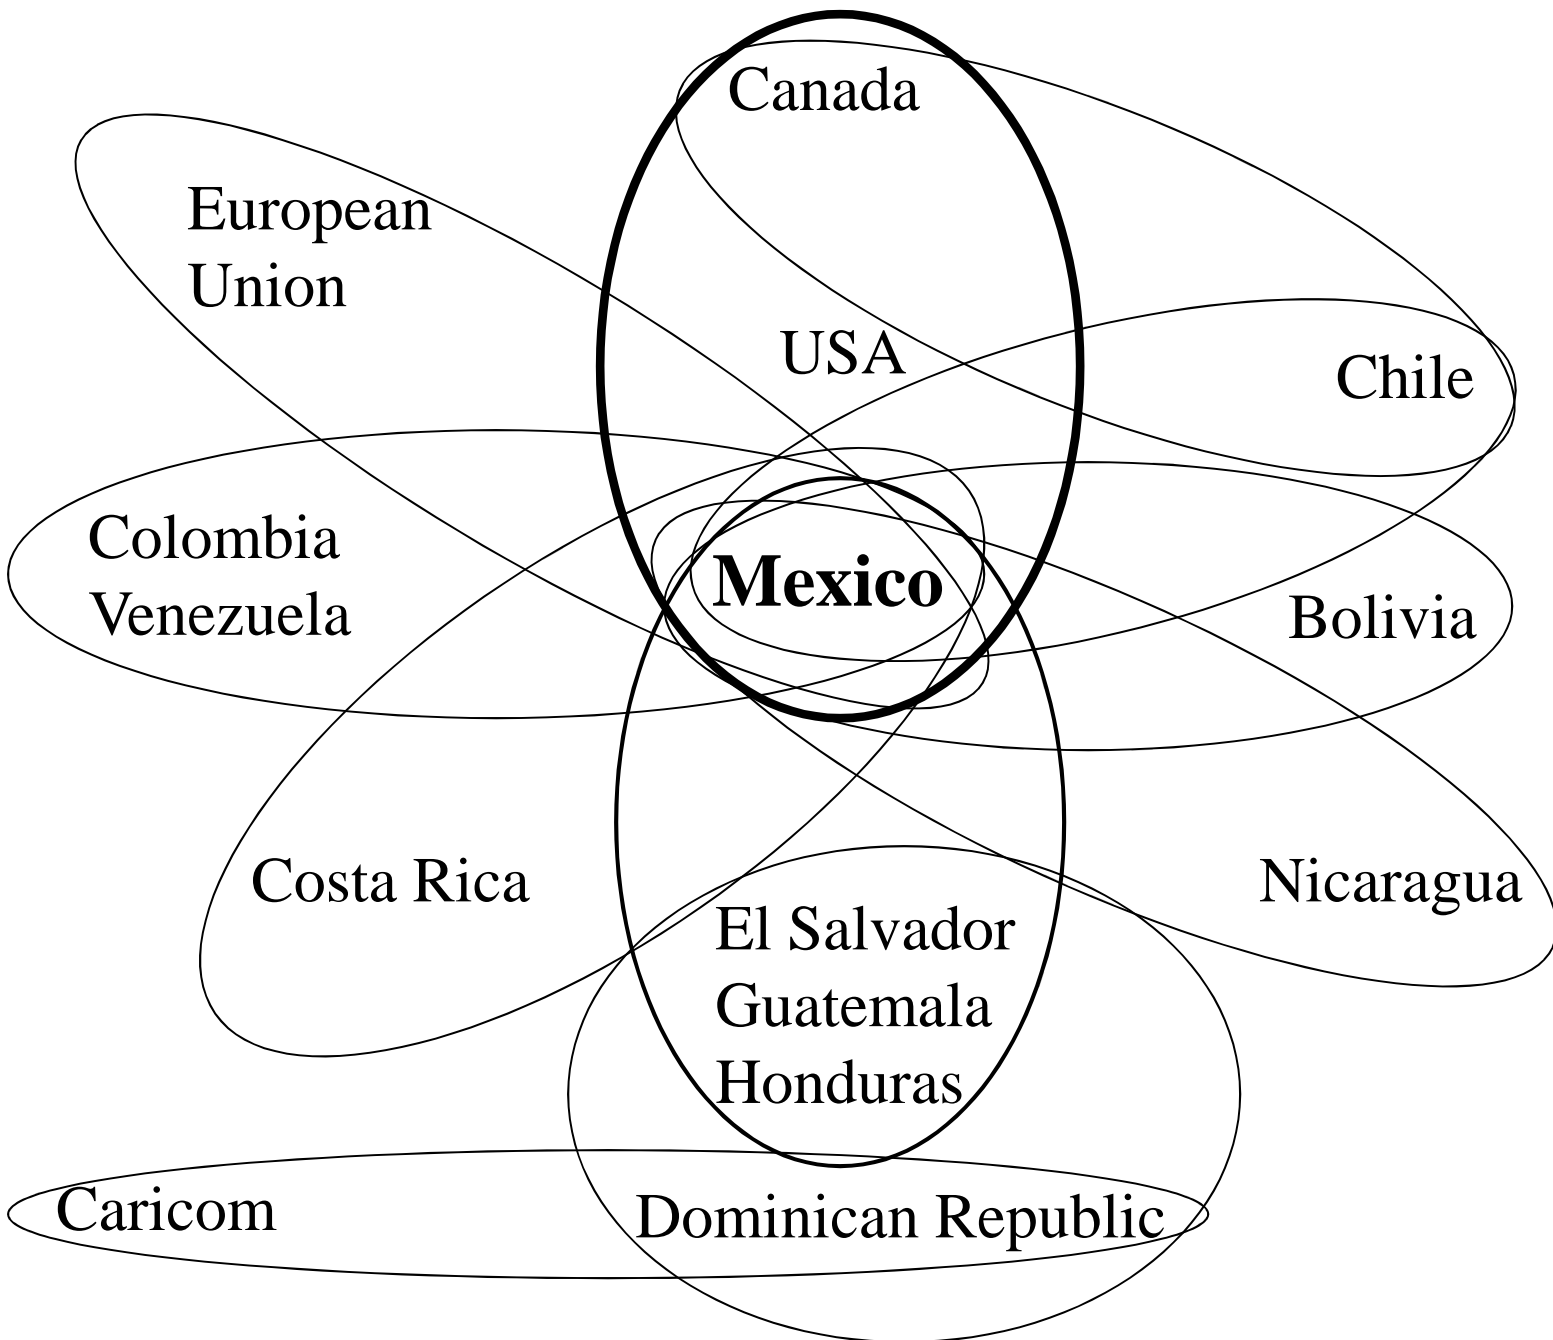 Canada
European
Union
USA
Chile
Colombia
Venezuela
Mexico
Bolivia
Costa Rica
Nicaragua
El Salvador
Guatemala
Honduras
Caricom
Dominican Republic